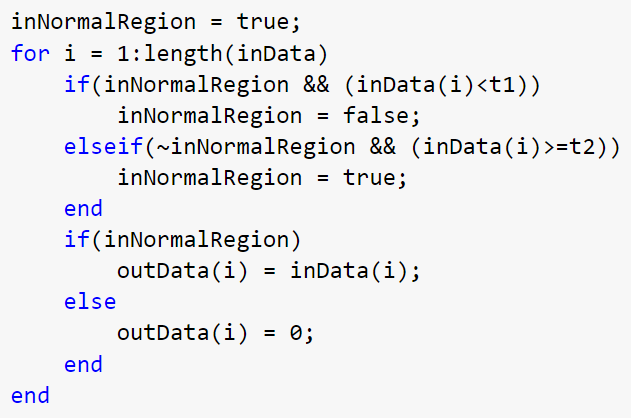 inNormalRegion = true;
for i = 1:length(inData)
    if(inNormalRegion && (inData(i)<t1))
        inNormalRegion = false;
    elseif(~inNormalRegion && (inData(i)>=t2))
        inNormalRegion = true;
    end
    if(inNormalRegion)
        outData(i) = inData(i);
    else
        outData(i) = 0;
    end
end